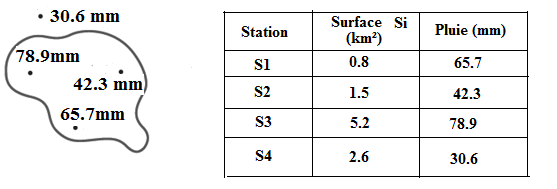 30.6 mm
78.9mm
42.3 mm
65.7mm
Station Surface Si (km²) Pluie (mm)
S1 0.8 65.7
S2 1.5 42.3
S3 5.2 78.9
S4 2.6 30.6